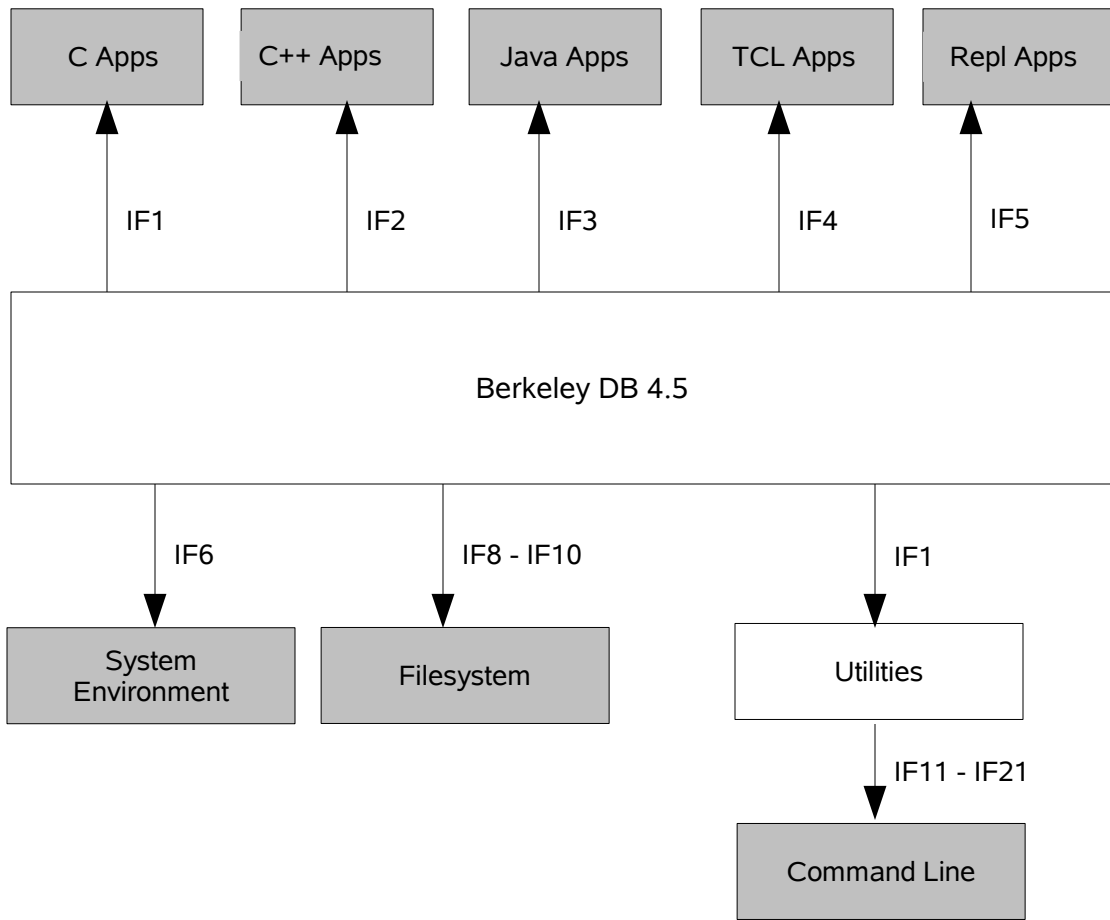 C Apps
C++ Apps
Java Apps
TCL Apps
Repl Apps
IF1
IF2
IF3
IF4
IF5
Berkeley DB 4.5
IF6
IF8 - IF10
IF1
System
Environment
Filesystem
Utilities
IF11 - IF21
Command Line